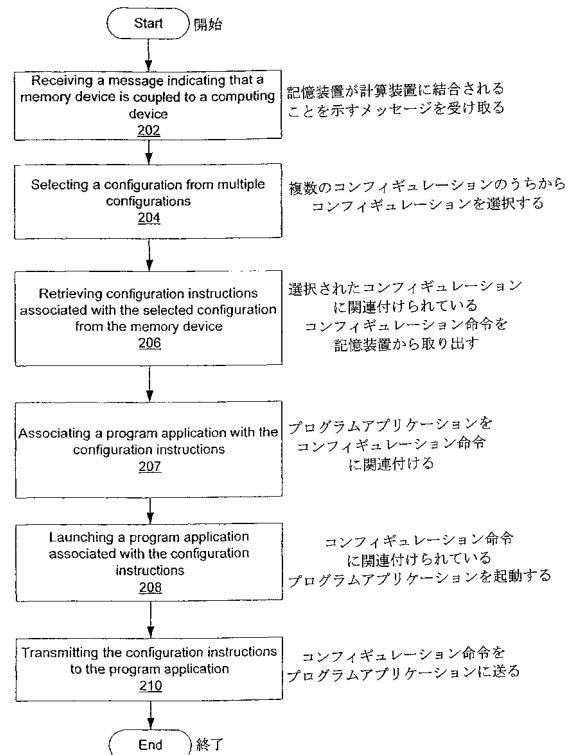 Start
開始
Receiving a message indicating that a
memory device is coupled to a computing
device
202
記憶装置が計算装置に結合される
ことを示すメッセージを受け取る
Selecting a configuration from multiple
configurations
204
複数のコンフィギュレーションのうちから
コンフィギュレーションを選択する
Retrieving configuration instructions
associated with the selected configuration
from the memory device
206
選択されたコンフィギュレーション
に関連付けられている
コンフィギュレーション命令を
記憶装置から取り出す
Associating a program application with the
configuration instructions
207
プログラムアプリケーションを
コンフィギュレーション命令
に関連付ける
Launching a program application
associated with the configuration
instructions
208
コンフィギュレーション命令
に関連付けられている
プログラムアプリケーションを起動する
Transmitting the configuration instructions
to the program application
210
コンフィギュレーション命令を
プログラムアプリケーションに送る
End
終了